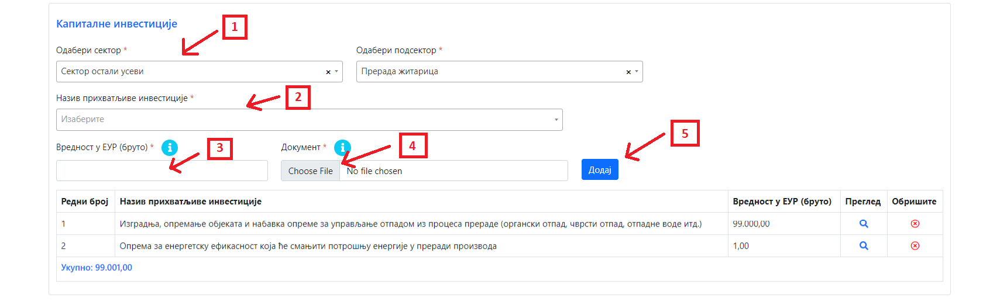 Капиталне инвестиције
1
Одабери сектор * Одабери подсектор *
Сектор остали усеви × Прерада житарица ×
Назив прихватљиве инвестиције * 2
Изаберите
5
Вредност у ЕУР (бруто) * i 3 Документ * i 4
Choose File No file chosen Додај
Редни број Назив прихватљиве инвестиције Вредност у ЕУР (бруто) Преглед Обришите
1 Изградња, опремање објеката и набавка опреме за управљање отпадом из процеса прераде (органски отпад, чврсти отпад, отпадне воде итд.) 99.000,00
2 Опрема за енергетску ефикасност која ће смањити потрошњу енергије у преради производа 1,00
Укупно: 99.001,00